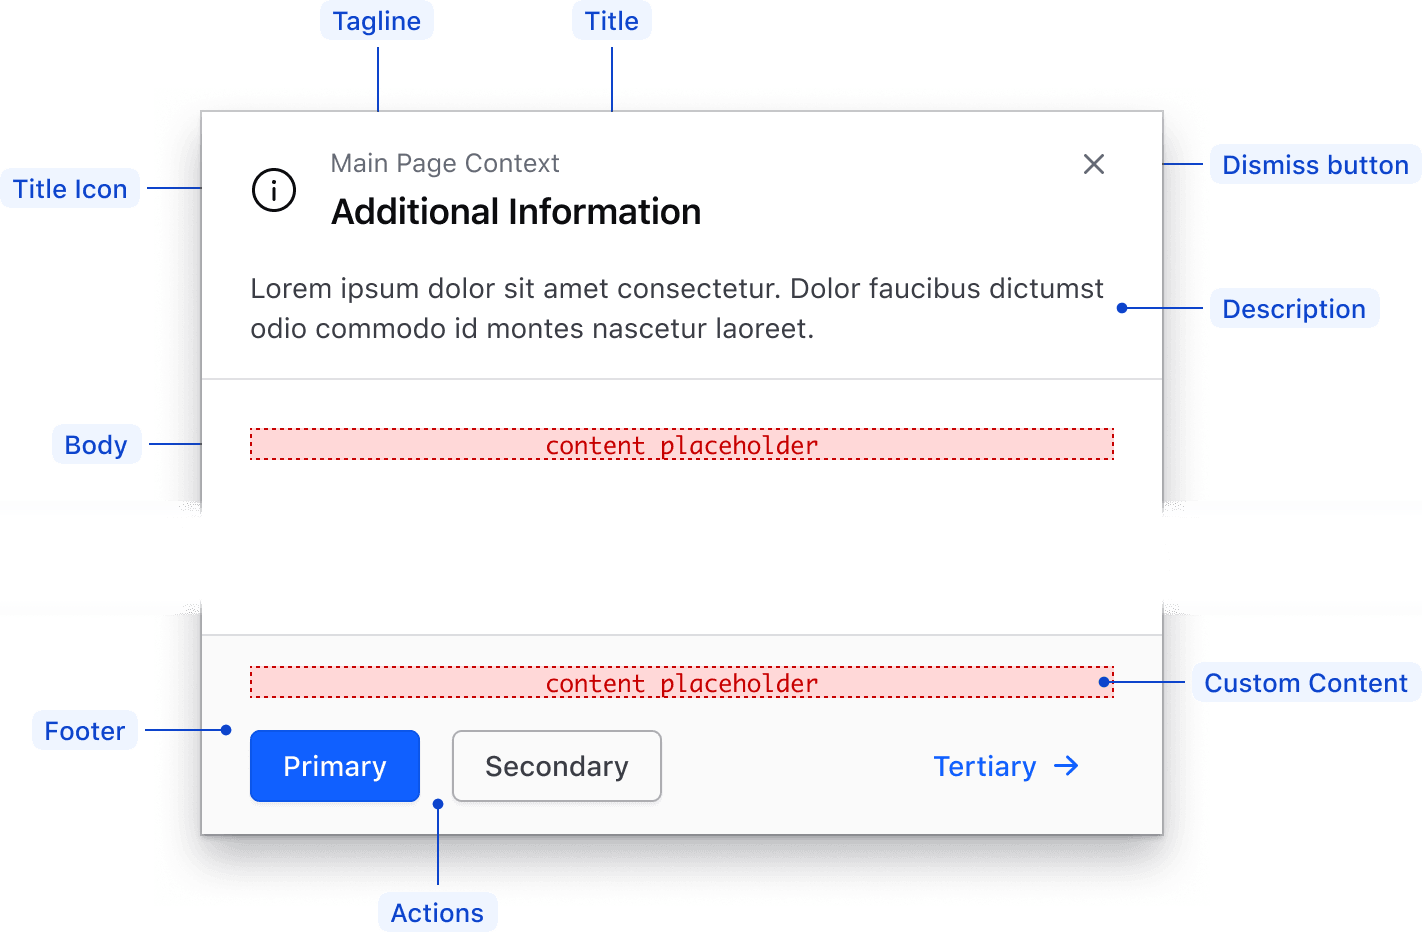 Tagline
Title
Title Icon
Main Page Context
Additional Information
Dismiss button
Lorem ipsum dolor sit amet consectetur. Dolor faucibus dictumst
odio commodo id montes nascetur laoreet.
Description
Body
content placeholder
content placeholder
Custom Content
Footer
Primary
Secondary
Tertiary →
Actions